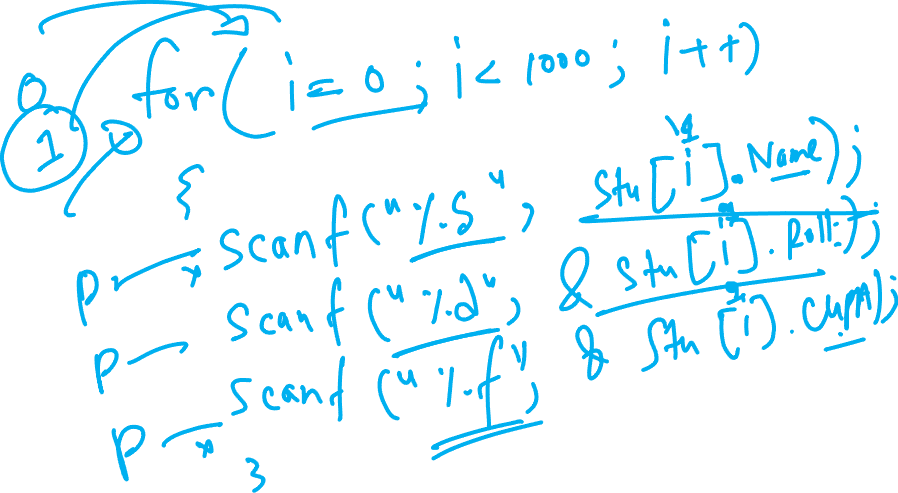 0 for( i=0 ; i< 1000 ; i++)
1
{
P scanf("%s", Stu[i].Name);
P scanf("%d", & Stu[i].Roll);
P scanf("%f", & Stu[i].CGPA);
}